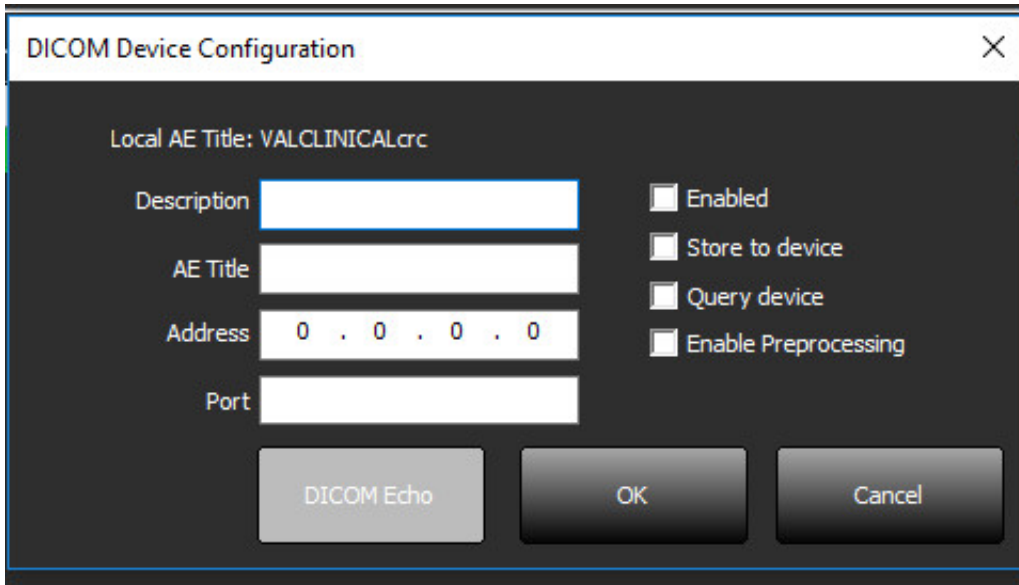 DICOM Device Configuration
Local AE Title: VALCLINICALcrc
Description
Enabled
AE Title
Store to device
Query device
Address 0 . 0 . 0 . 0
Enable Preprocessing
Port
DICOM Echo OK Cancel